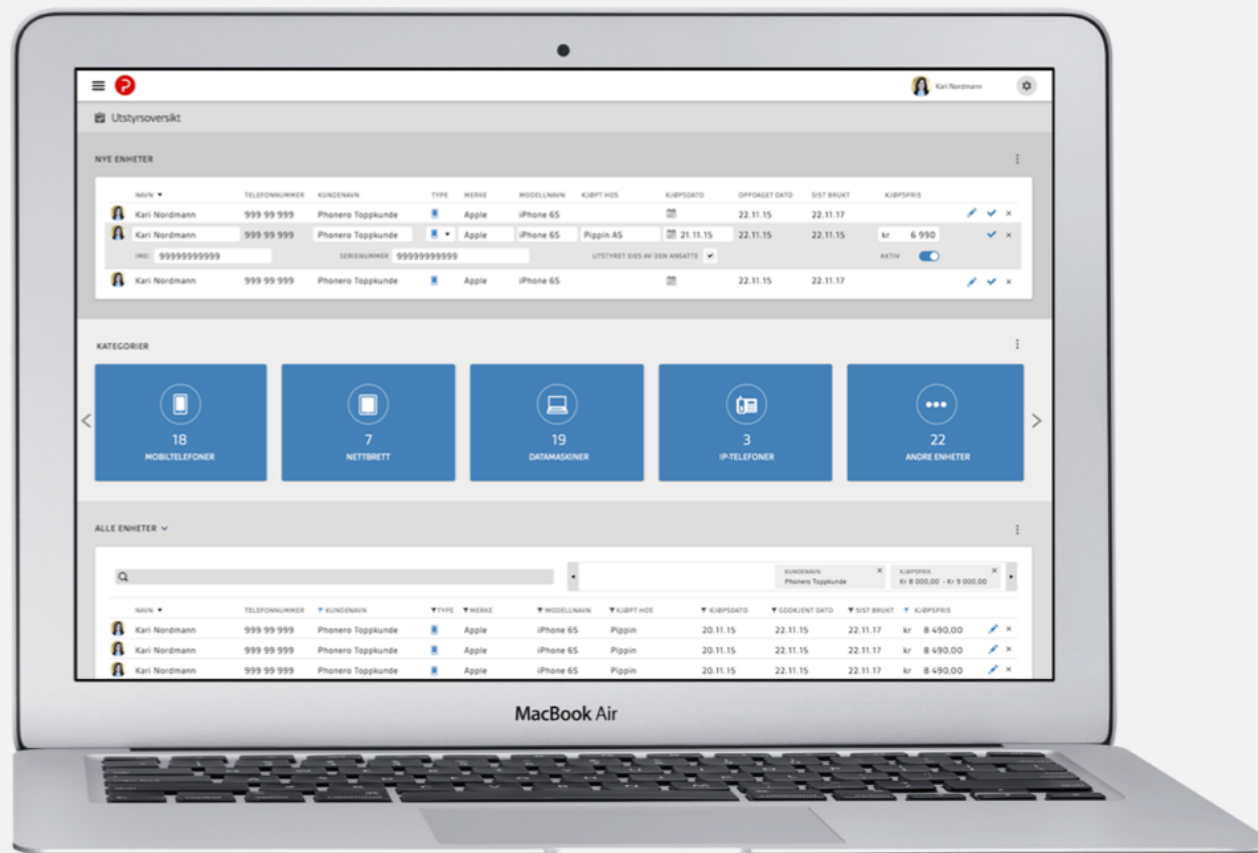 Kari Nordmann
Utstyrsoversikt
NYE ENHETER
NAVN TELEFONNUMMER KUNDENAVN TYPE MERKE MODELLNAVN KJØPT HOS KJØPSDATO OPPDAGET DATO SIST BRUKT KJØPSPRIS
Kari Nordmann 999 99 999 Phonero Toppkunde Apple iPhone 6S 22.11.15 22.11.17
Kari Nordmann 999 99 999 Phonero Toppkunde Apple iPhone 6S Pippin AS 21.11.15 22.11.15 22.11.15 kr 6 990
IMEI 99999999999 SERIENUMMER 99999999999 UTSTYRET EIES AV DEN ANSATTE AKTIV
Kari Nordmann 999 99 999 Phonero Toppkunde Apple iPhone 6S 22.11.15 22.11.17
KATEGORIER
18 7 19 3 22
MOBILTELEFONER NETTBRETT DATAMASKINER IP-TELEFONER ANDRE ENHETER
ALLE ENHETER
KUNDENAVN KJØPSPRIS
Phonero Toppkunde Kr 8 000,00 - Kr 9 000,00
NAVN TELEFONNUMMER KUNDENAVN TYPE MERKE MODELLNAVN KJØPT HOS KJØPSDATO GODKJENT DATO SIST BRUKT KJØPSPRIS
Kari Nordmann 999 99 999 Phonero Toppkunde Apple iPhone 6S Pippin 20.11.15 22.11.15 22.11.17 kr 8 490,00
Kari Nordmann 999 99 999 Phonero Toppkunde Apple iPhone 6S Pippin 20.11.15 22.11.15 22.11.17 kr 8 490,00
Kari Nordmann 999 99 999 Phonero Toppkunde Apple iPhone 6S Pippin 20.11.15 22.11.15 22.11.17 kr 8 490,00
MacBook Air